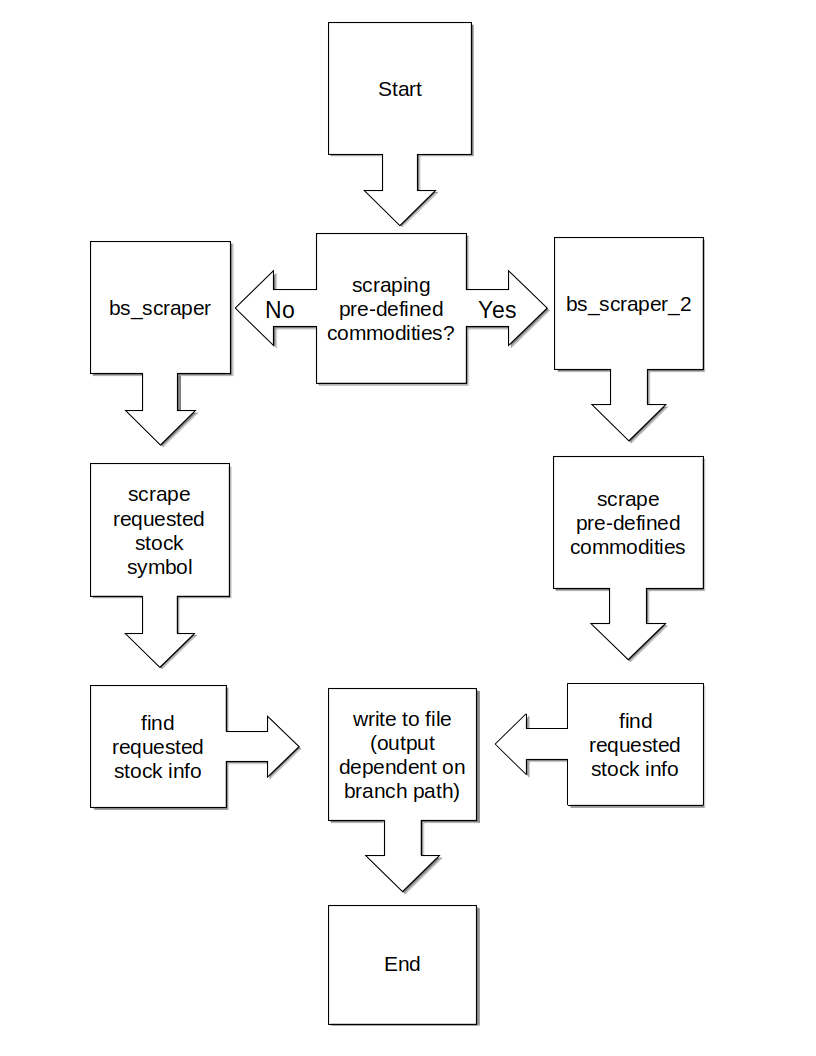 Start
scraping
pre-defined
commodities?
No
Yes
bs_scraper
bs_scraper_2
scrape
requested
stock
symbol
scrape
pre-defined
commodities
find
requested
stock info
write to file
(output
dependent on
branch path)
find
requested
stock info
End